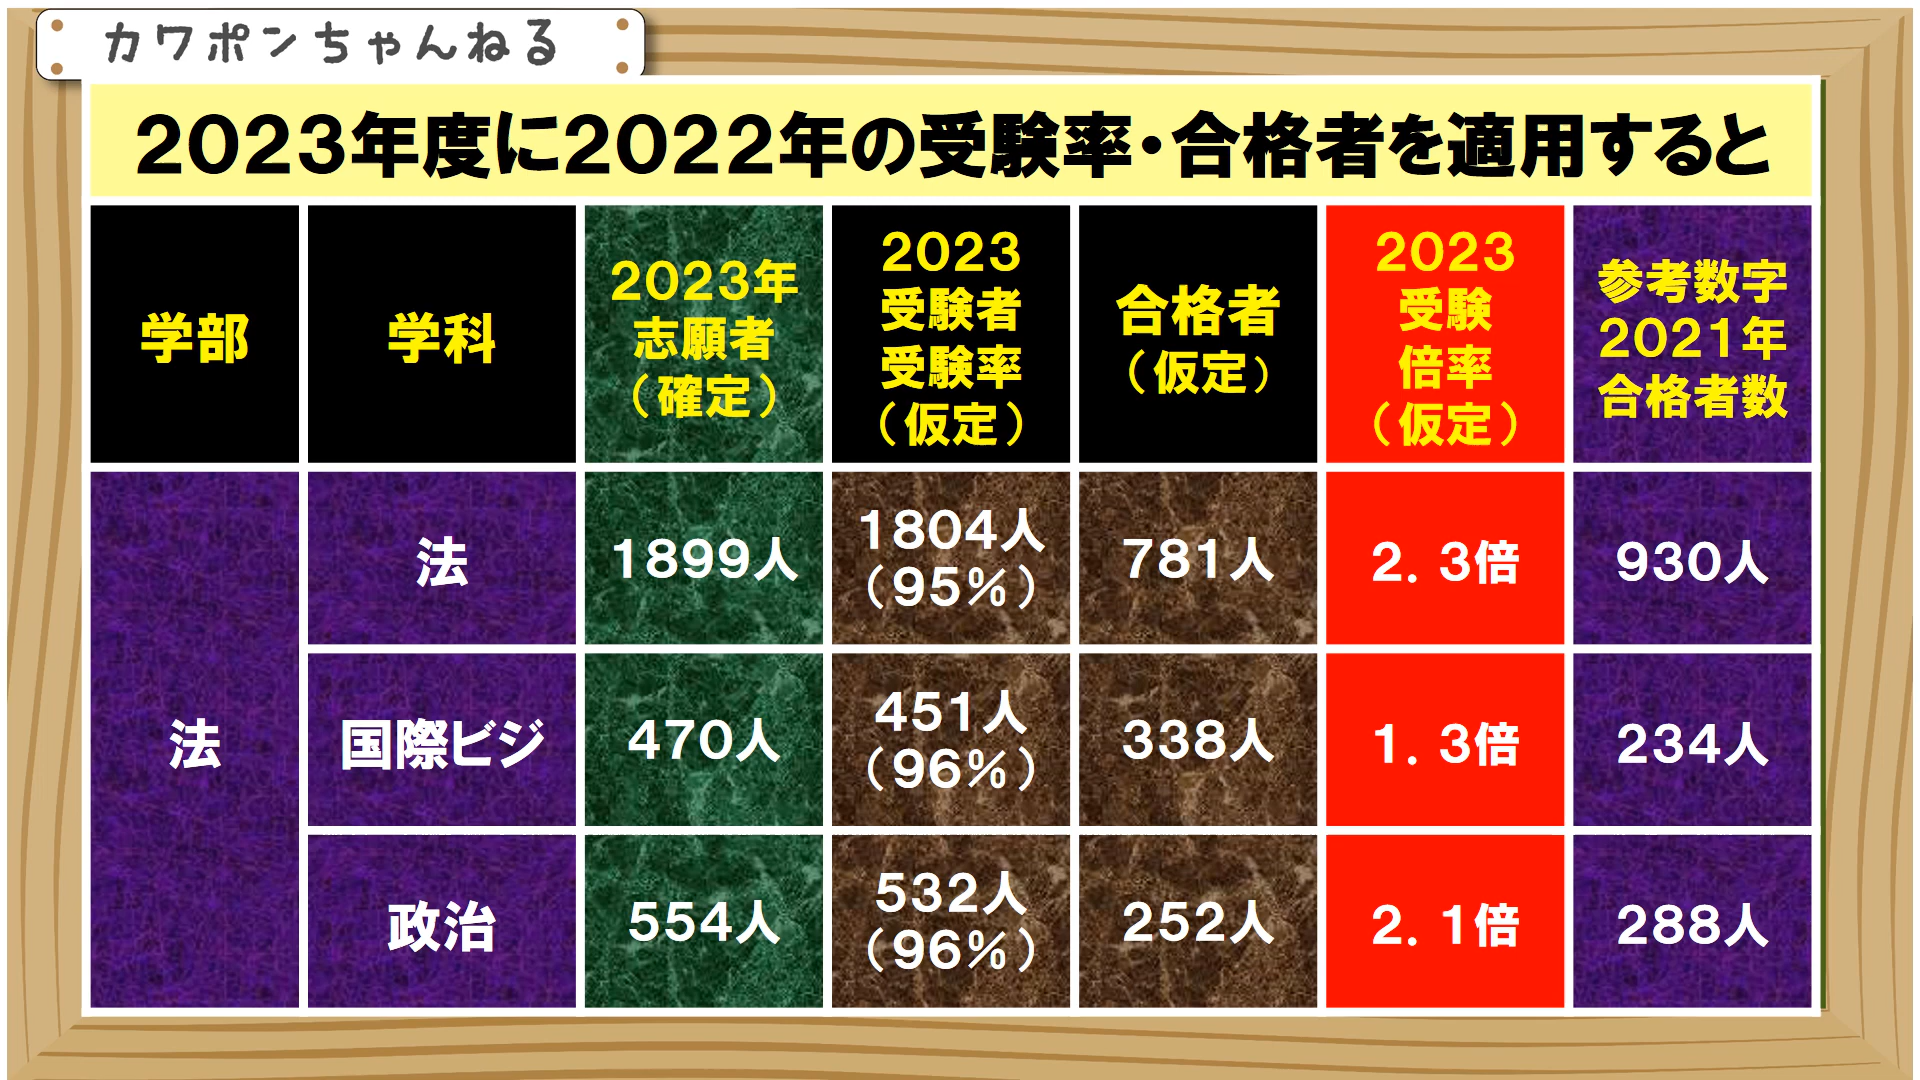 カワポンちゃんねる
２０２３年度に２０２２年の受験率・合格者を適用すると
学部
学科
２０２３年
志願者
（確定）
２０２３
受験者
受験率
（仮定）
合格者
（仮定）
２０２３
受験
倍率
（仮定）
参考数字
２０２１年
合格者数
法
法
１８９９人
１８０４人
（９５％）
７８１人
２．３倍
９３０人
国際ビジ
４７０人
４５１人
（９６％）
３３８人
１．３倍
２３４人
政治
５５４人
５３２人
（９６％）
２５２人
２．１倍
２８８人